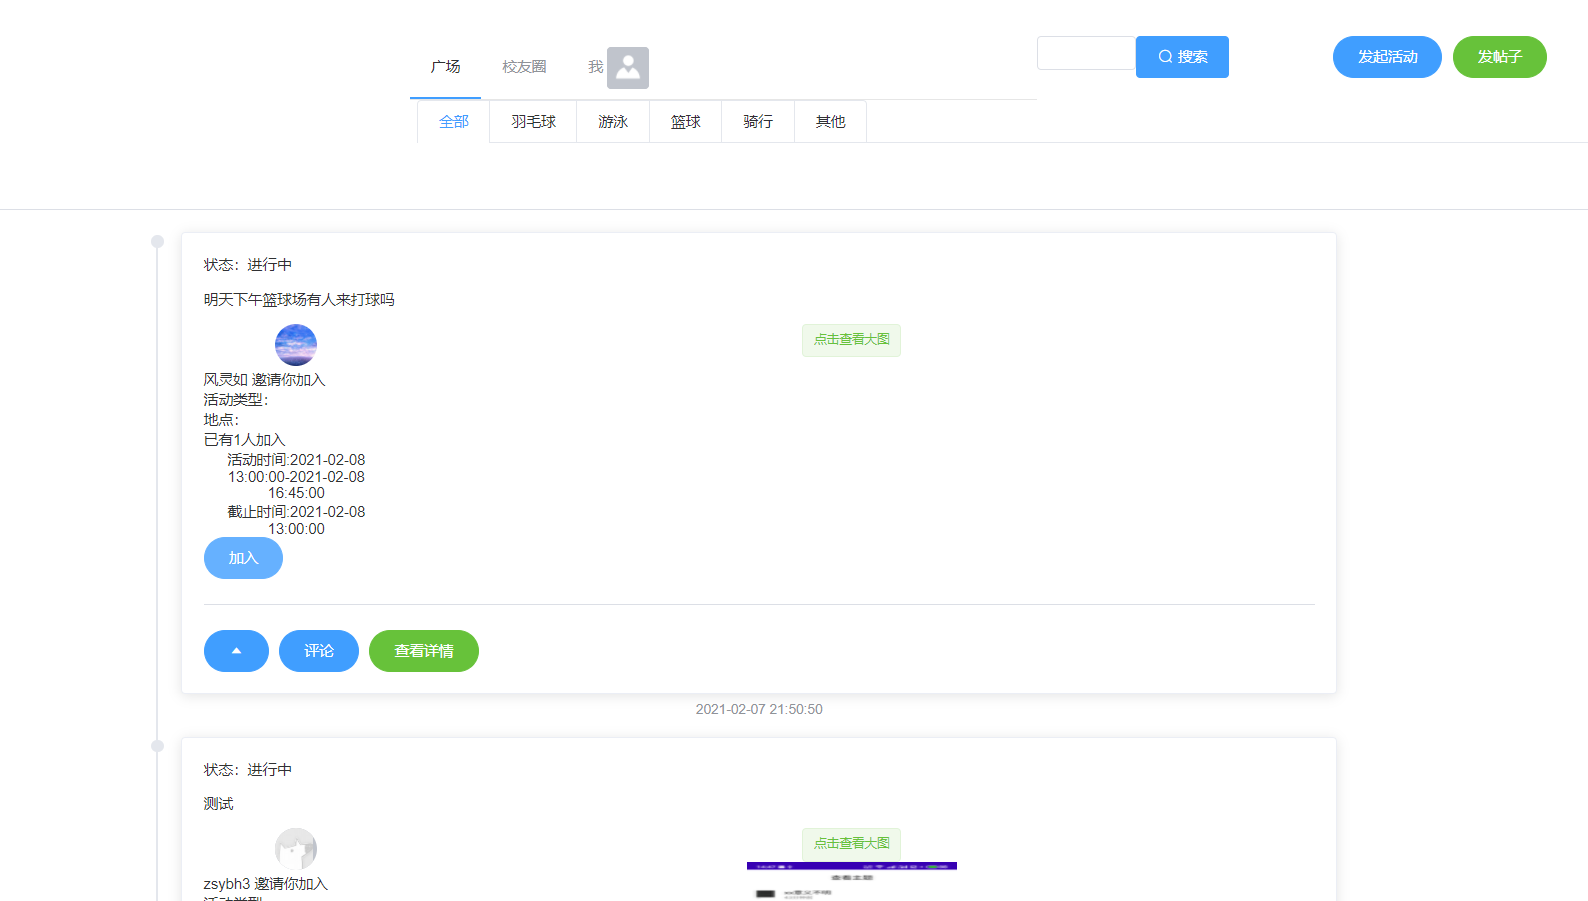 广场
校友圈
我
搜索
发起活动
发帖子
全部
羽毛球
游泳
篮球
骑行
其他
状态：进行中
明天下午篮球场有人来打球吗
点击查看大图
风灵如 邀请你加入
活动类型：
地点：
已有1人加入
活动时间:2021-02-08
13:00:00-2021-02-08
16:45:00
截止时间:2021-02-08
13:00:00
加入
评论
查看详情
2021-02-07 21:50:50
状态：进行中
测试
点击查看大图
查看主题
zsybh3 邀请你加入